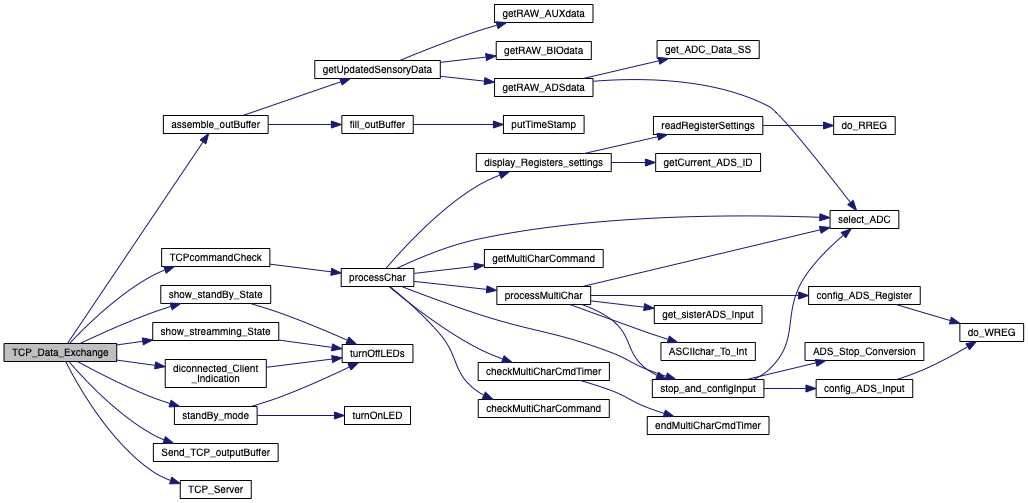 getRAW_AUXdata
getRAW_BIOdata
get_ADC_Data_SS
getUpdatedSensoryData
getRAW_ADSdata
assemble_outBuffer
fill_outBuffer
putTimeStamp
readRegisterSettings
do_RREG
display_Registers_settings
getCurrent_ADS_ID
select_ADC
TCPcommandCheck
getMultiCharCommand
processChar
show_standBy_State
processMultiChar
config_ADS_Register
get_sisterADS_Input
show_streamming_State
do_WREG
TCP_Data_Exchange
turnOffLEDs
ASCIIchar_To_Int
ADS_Stop_Conversion
diconnected_Client
_Indication
checkMultiCharCmdTimer
stop_and_configInput
config_ADS_Input
checkMultiCharCommand
standBy_mode
turnOnLED
endMultiCharCmdTimer
Send_TCP_outputBuffer
TCP_Server